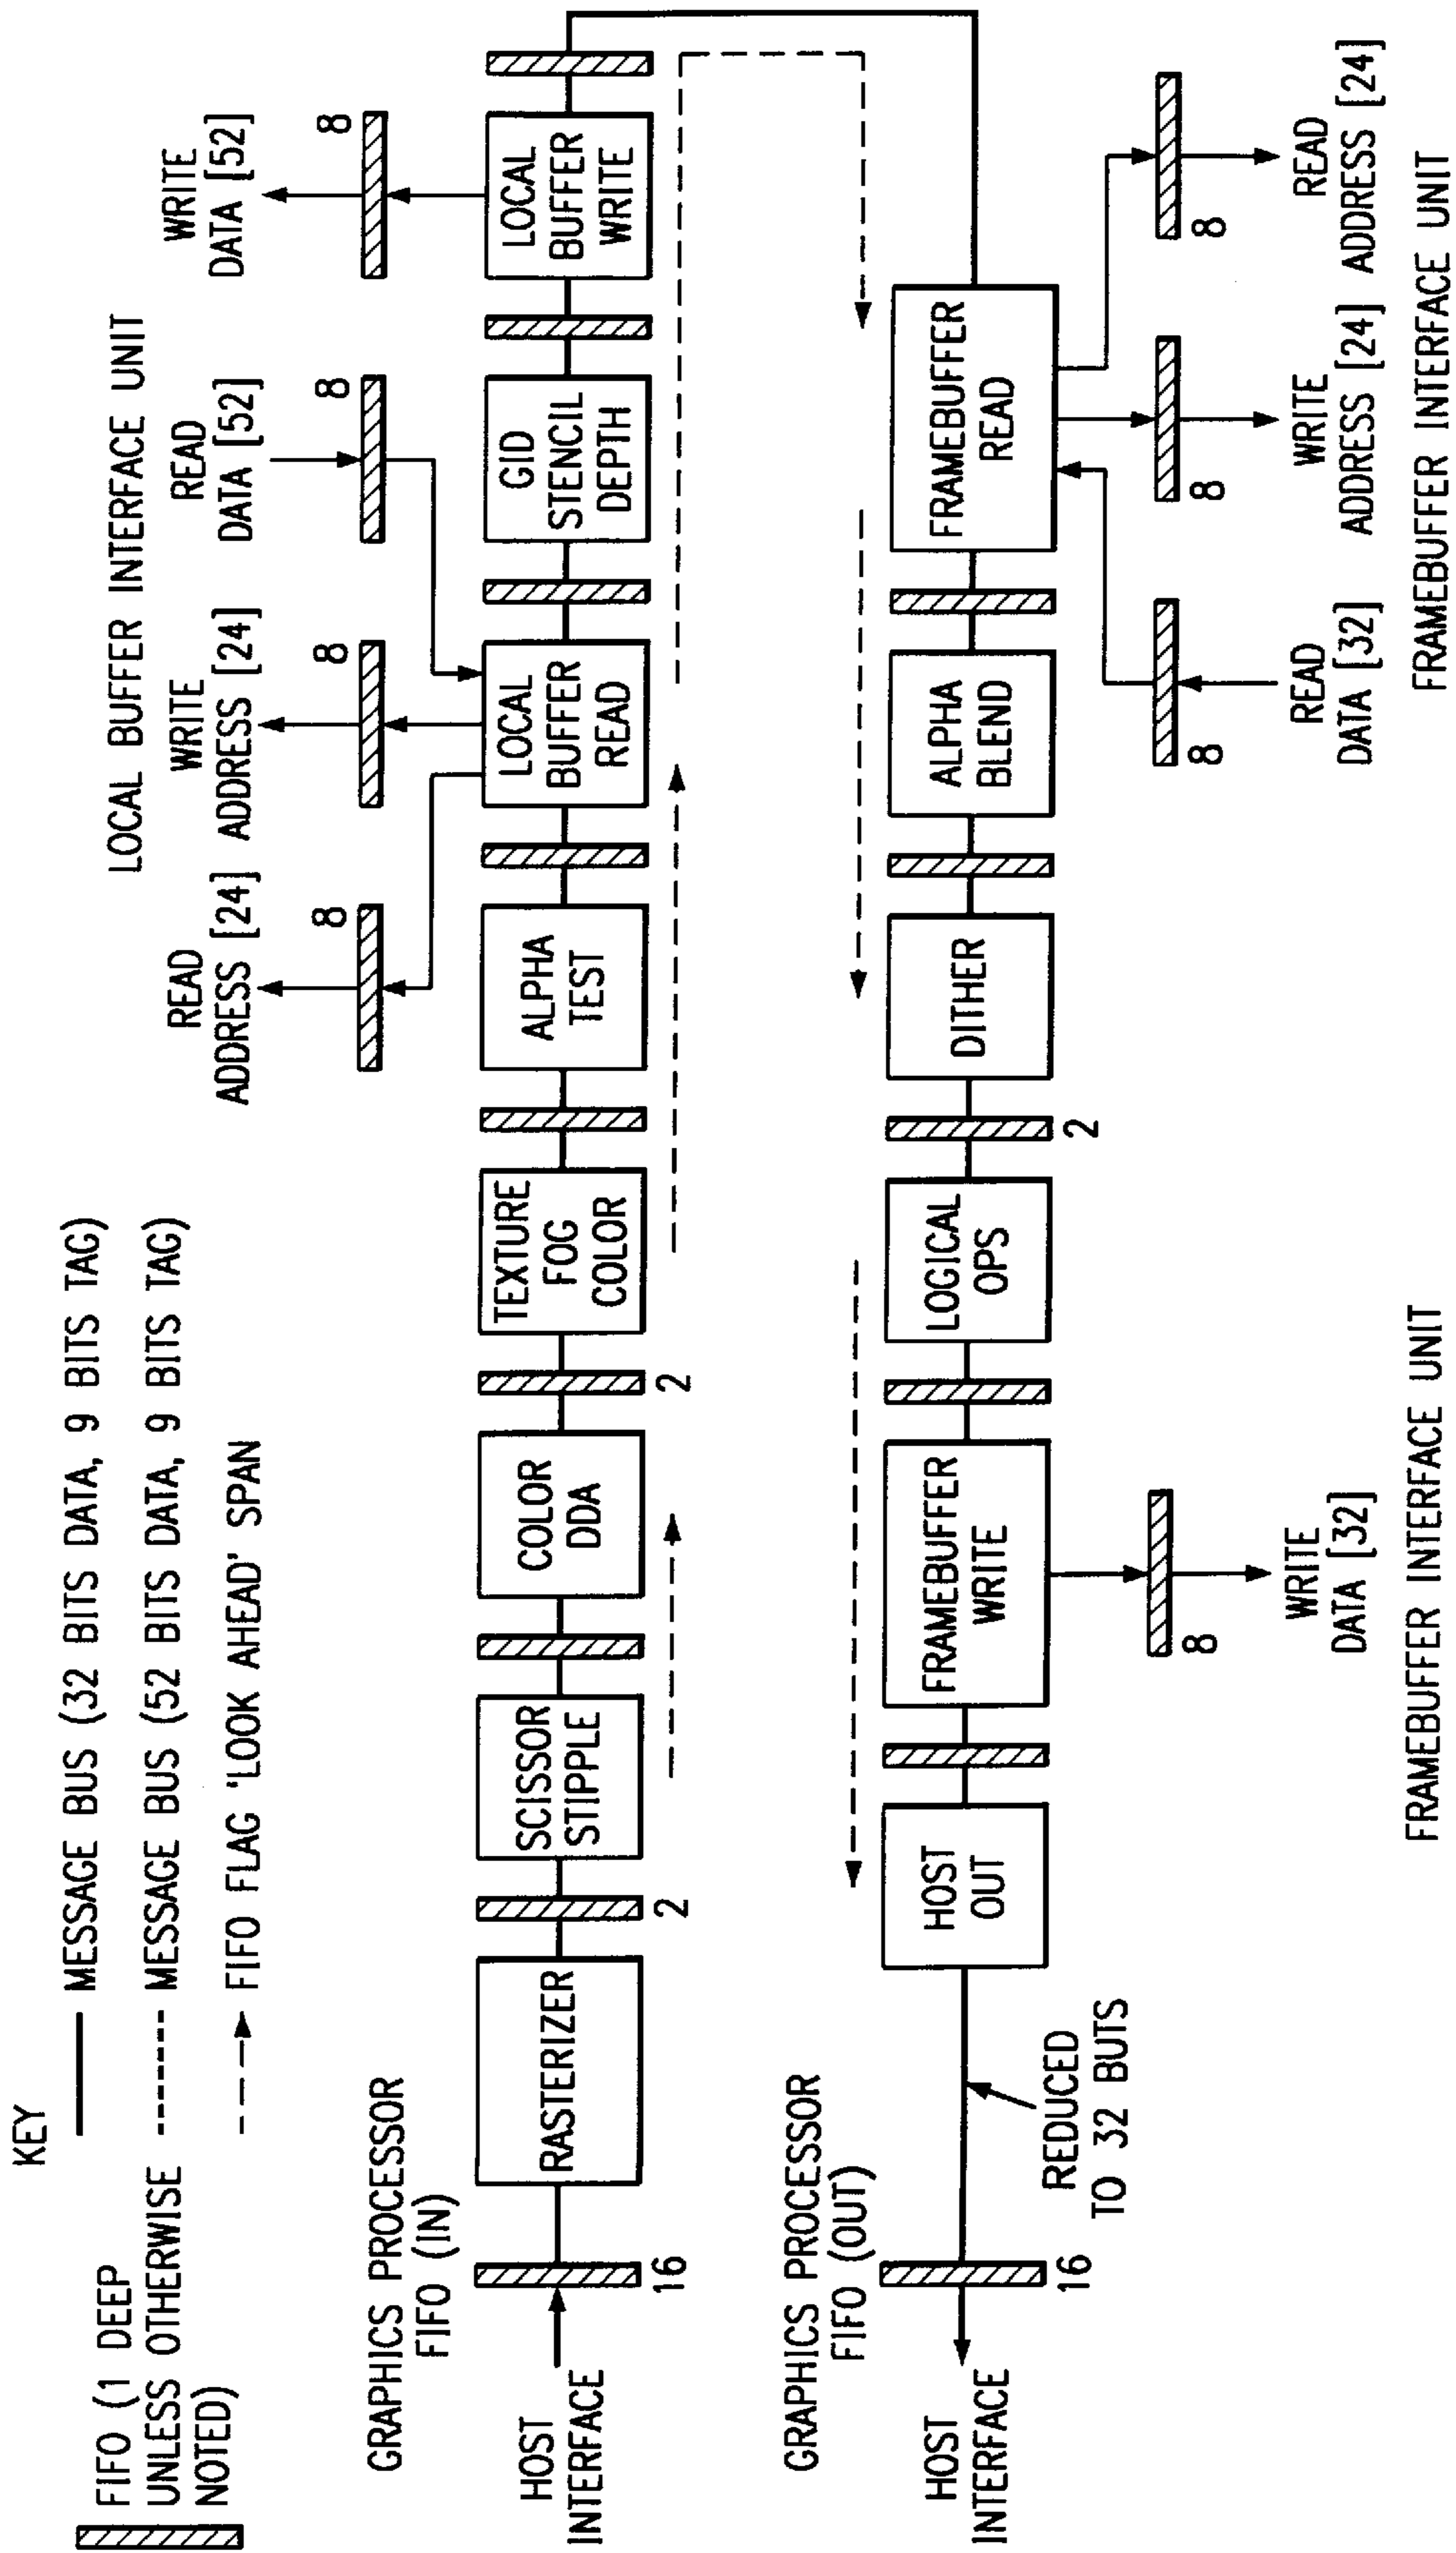 KEY
FIFO (1 DEEP
UNLESS OTHERWISE
NOTED)
MESSAGE BUS (32 BITS DATA, 9 BITS TAG)
MESSAGE BUS (52 BITS DATA, 9 BITS TAG)
FIFO FLAG 'LOOK AHEAD' SPAN
LOCAL BUFFER INTERFACE UNIT
READ
ADDRESS [24]
WRITE
ADDRESS [24]
READ
DATA [52]
WRITE
DATA [52]
8
8
8
8
GRAPHICS PROCESSOR
FIFO (IN)
HOST
INTERFACE
16
RASTERIZER
2
SCISSOR
STIPPLE
COLOR
DDA
2
TEXTURE
FOG
COLOR
ALPHA
TEST
LOCAL
BUFFER
READ
GID
STENCIL
DEPTH
LOCAL
BUFFER
WRITE
GRAPHICS PROCESSOR
FIFO (OUT)
HOST
INTERFACE
16
REDUCED
TO 32 BUTS
HOST
OUT
FRAMEBUFFER
WRITE
LOGICAL
OPS
2
DITHER
ALPHA
BLEND
FRAMEBUFFER
READ
8
WRITE
DATA [32]
FRAMEBUFFER INTERFACE UNIT
8
8
8
READ
DATA [32]
WRITE
ADDRESS [24]
READ
ADDRESS [24]
FRAMEBUFFER INTERFACE UNIT